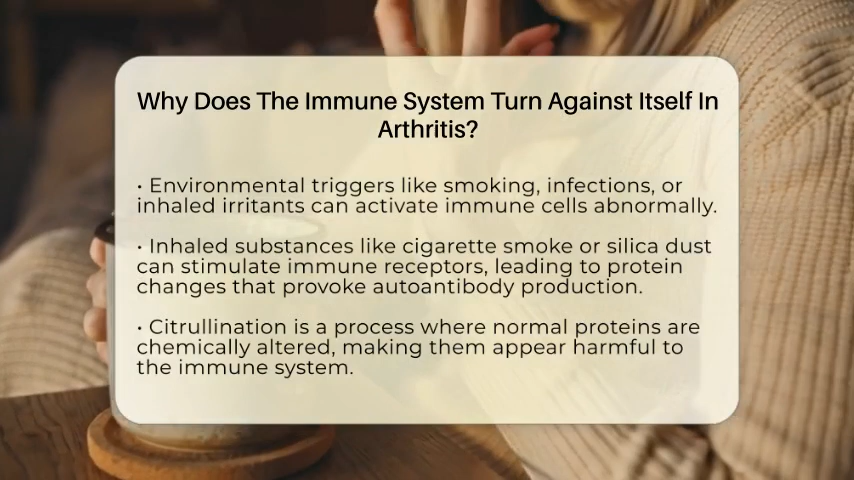 Why Does The Immune System Turn Against Itself In
Arthritis?
• Environmental triggers like smoking, infections, or
inhaled irritants can activate immune cells abnormally.
• Inhaled substances like cigarette smoke or silica dust
can stimulate immune receptors, leading to protein
changes that provoke autoantibody production.
• Citrullination is a process where normal proteins are
chemically altered, making them appear harmful to
the immune system.